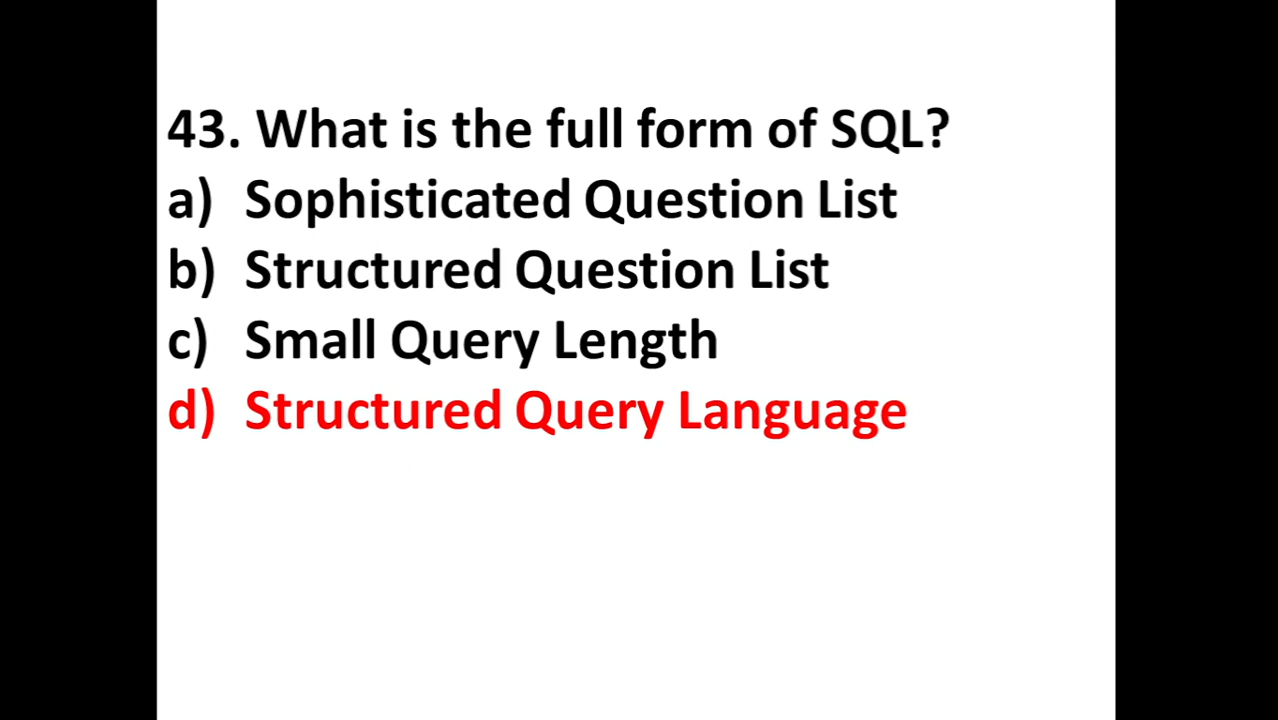 43. What is the full form of SQL?
a) Sophisticated Question List
b) Structured Question List
c) Small Query Length
d) Structured Query Language